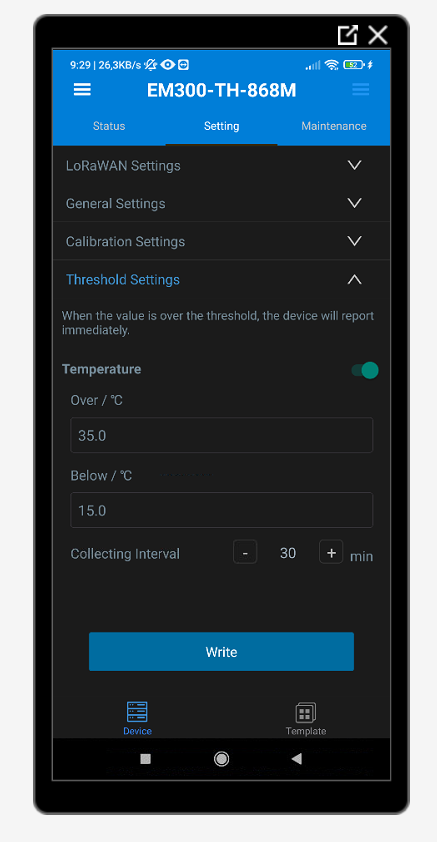 9:29 | 26,3KB/s
52
EM300-TH-868M
Status
Setting
Maintenance
LoRaWAN Settings
General Settings
Calibration Settings
Threshold Settings
When the value is over the threshold, the device will report
immediately.
Temperature
Over / ℃
35.0
Below / ℃
15.0
Collecting Interval - 30 + min
Write
Device
Template